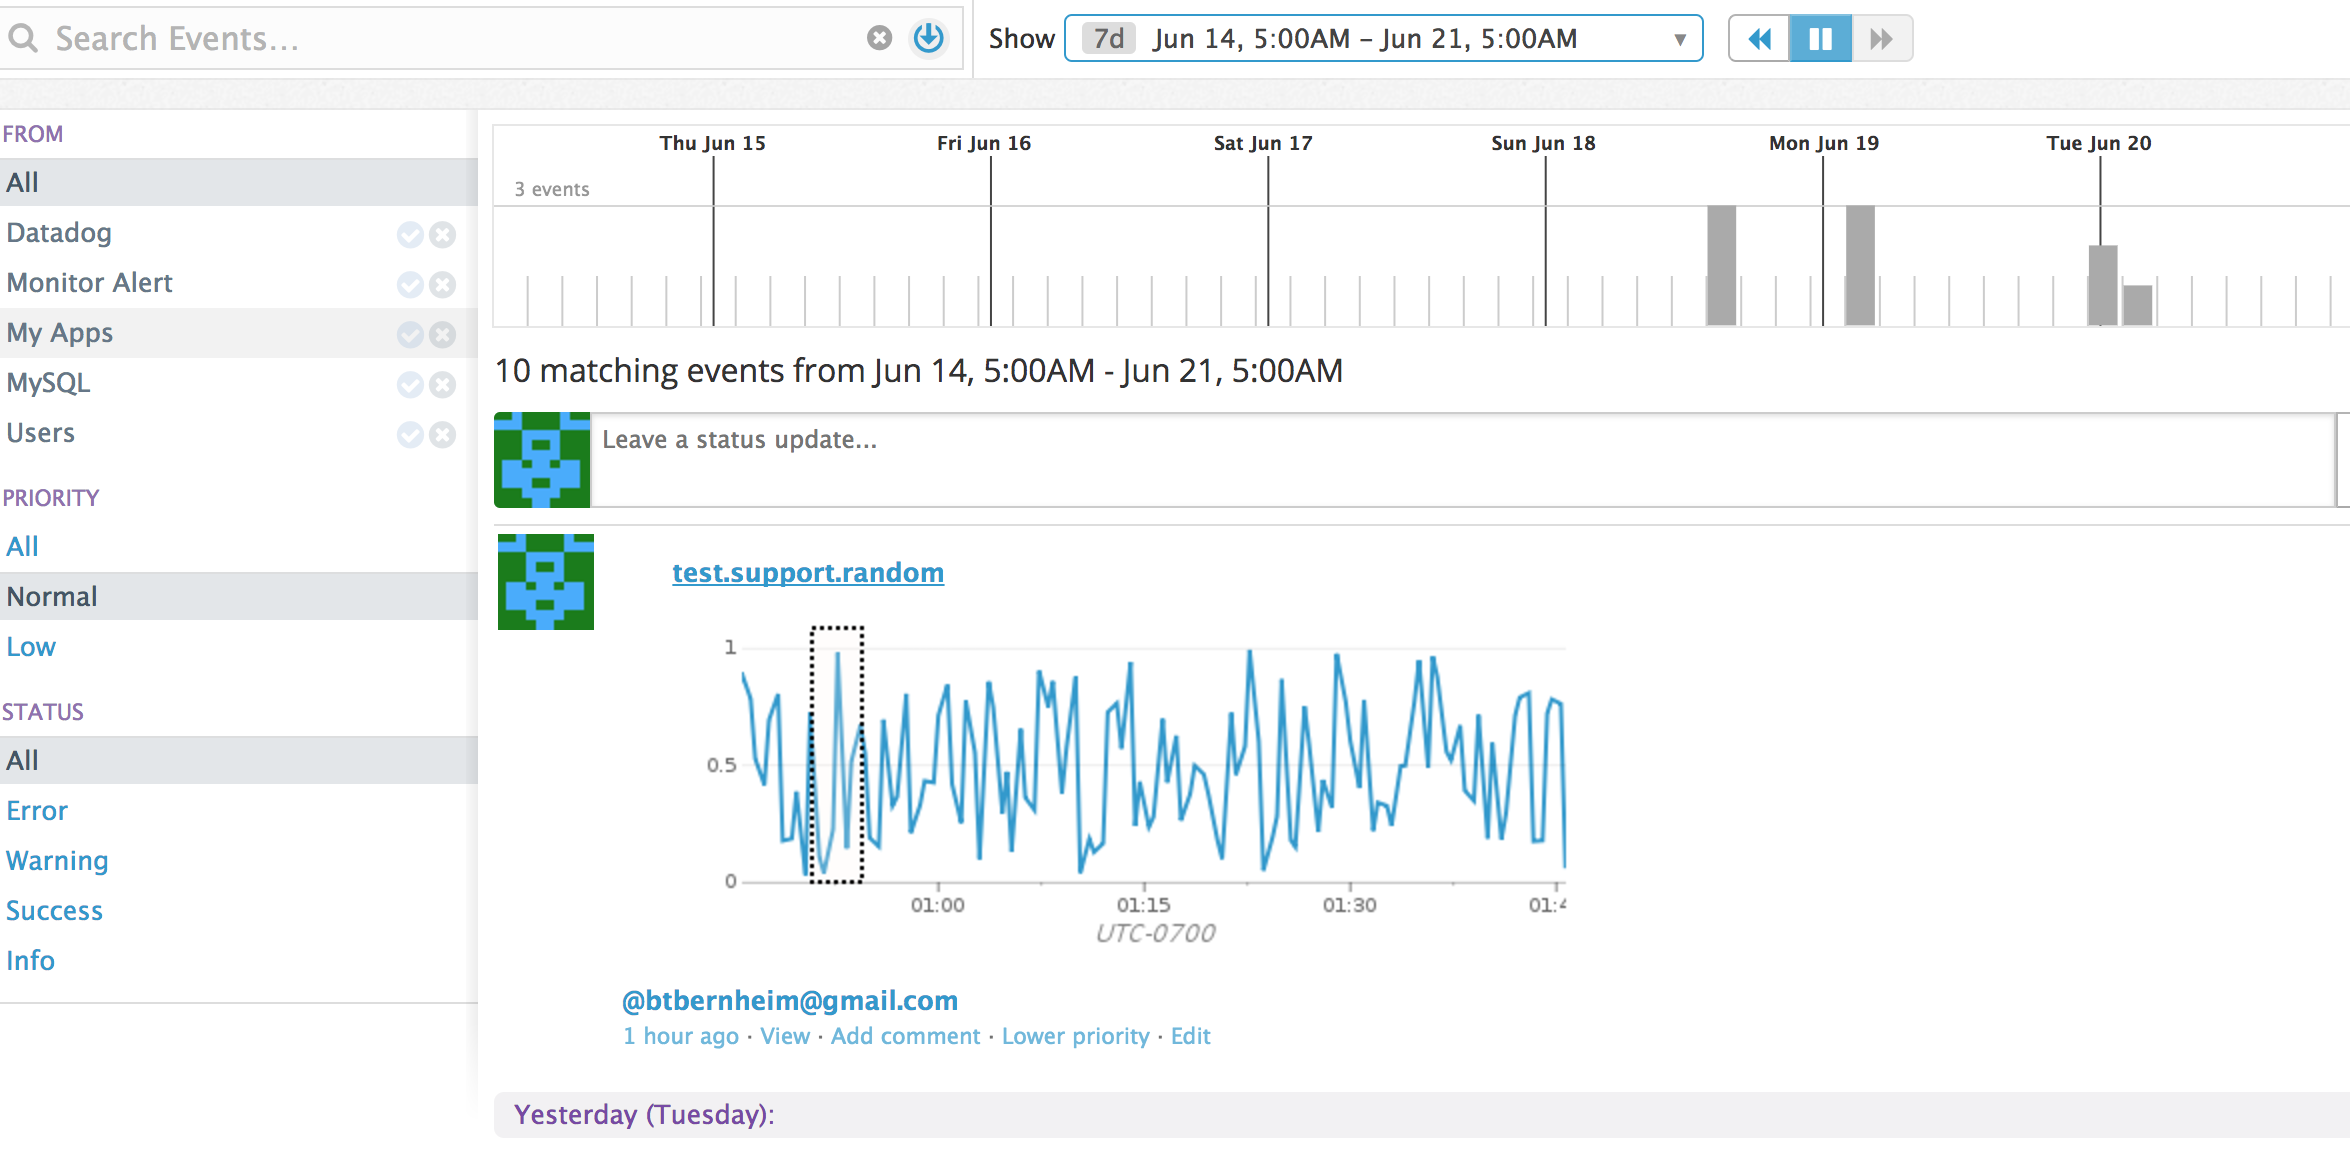 Search Events...
Show 7d Jun 14, 5:00AM – Jun 21, 5:00AM
FROM
All
Datadog
Monitor Alert
My Apps
MySQL
Users
PRIORITY
All
Normal
Low
STATUS
All
Error
Warning
Success
Info
Thu Jun 15 Fri Jun 16 Sat Jun 17 Sun Jun 18 Mon Jun 19 Tue Jun 20
3 events
10 matching events from Jun 14, 5:00AM - Jun 21, 5:00AM
Leave a status update...
test.support.random
1
0.5
0
01:00 01:15 01:30
UTC-0700
@btbernheim@gmail.com
1 hour ago · View · Add comment · Lower priority · Edit
Yesterday (Tuesday):